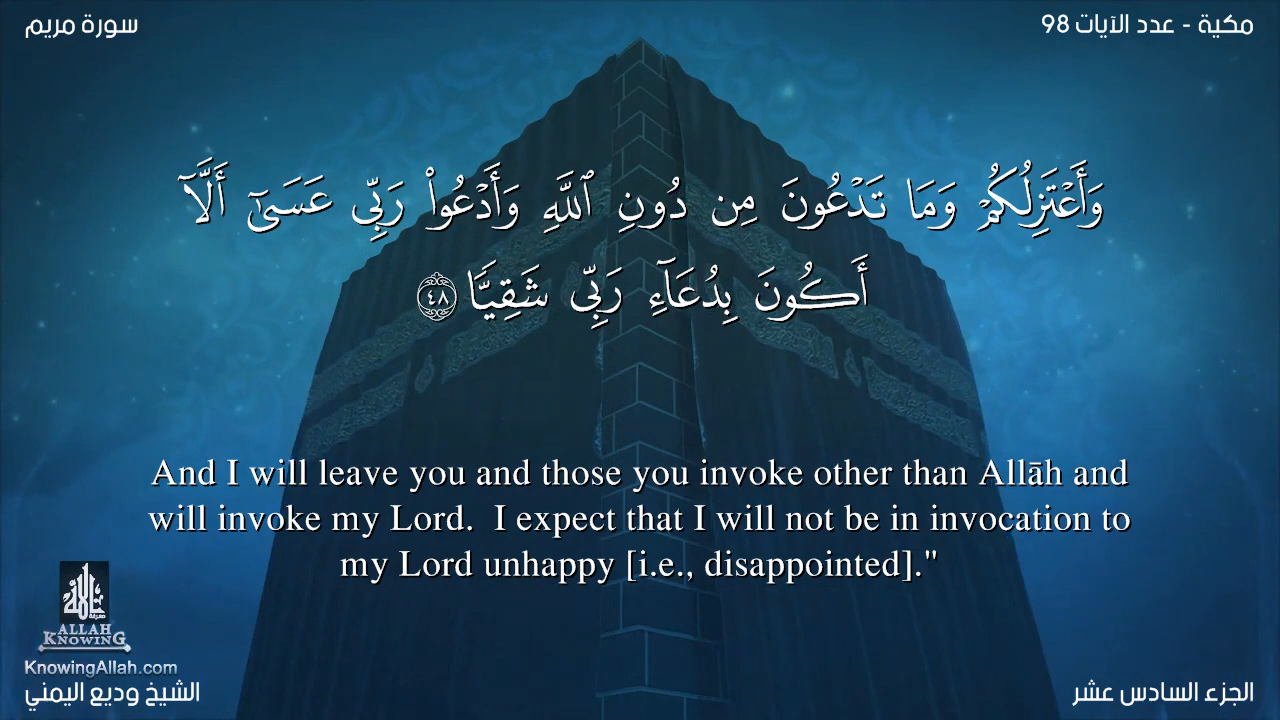 سورة مريم
مكية - عدد الآيات 98
وَأَعْتَزِلُكُمْ وَمَا تَدْعُونَ مِن دُونِ ٱللَّهِ وَأَدْعُوا۟ رَبِّى عَسَىٰٓ أَلَّآ
أَكُونَ بِدُعَآءِ رَبِّى شَقِيًّا ٤٨
And I will leave you and those you invoke other than Allāh and
will invoke my Lord.  I expect that I will not be in invocation to
my Lord unhappy [i.e., disappointed]."
ALLAH
KNOWING
KnowingAllah.com
الشيخ وديع اليمني
الجزء السادس عشر